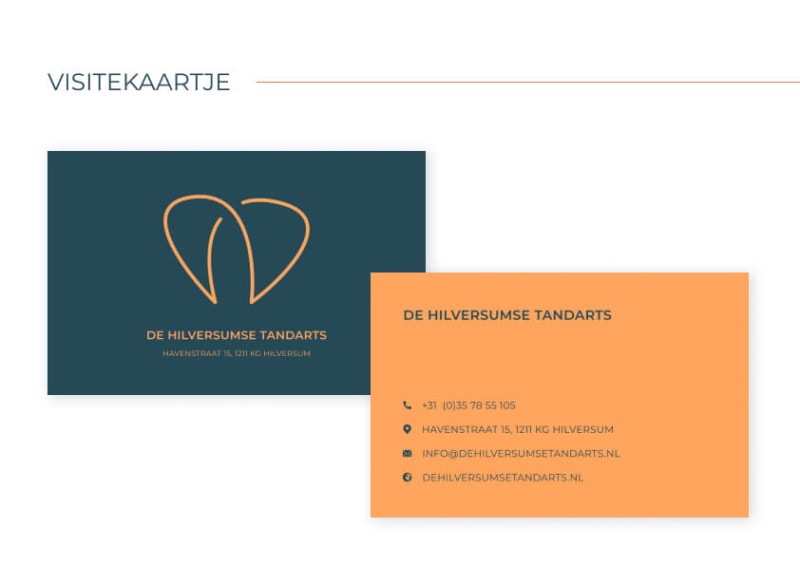 VISITEKAARTJE
DE HILVERSUMSE TANDARTS
HAVENSTRAAT 15, 1211 KG HILVERSUM
DE HILVERSUMSE TANDARTS
+31 (0)35 78 55 105
HAVENSTRAAT 15, 1211 KG HILVERSUM
INFO@DEHILVERSUMSETANDARTS.NL
DEHILVERSUMSETANDARTS.NL